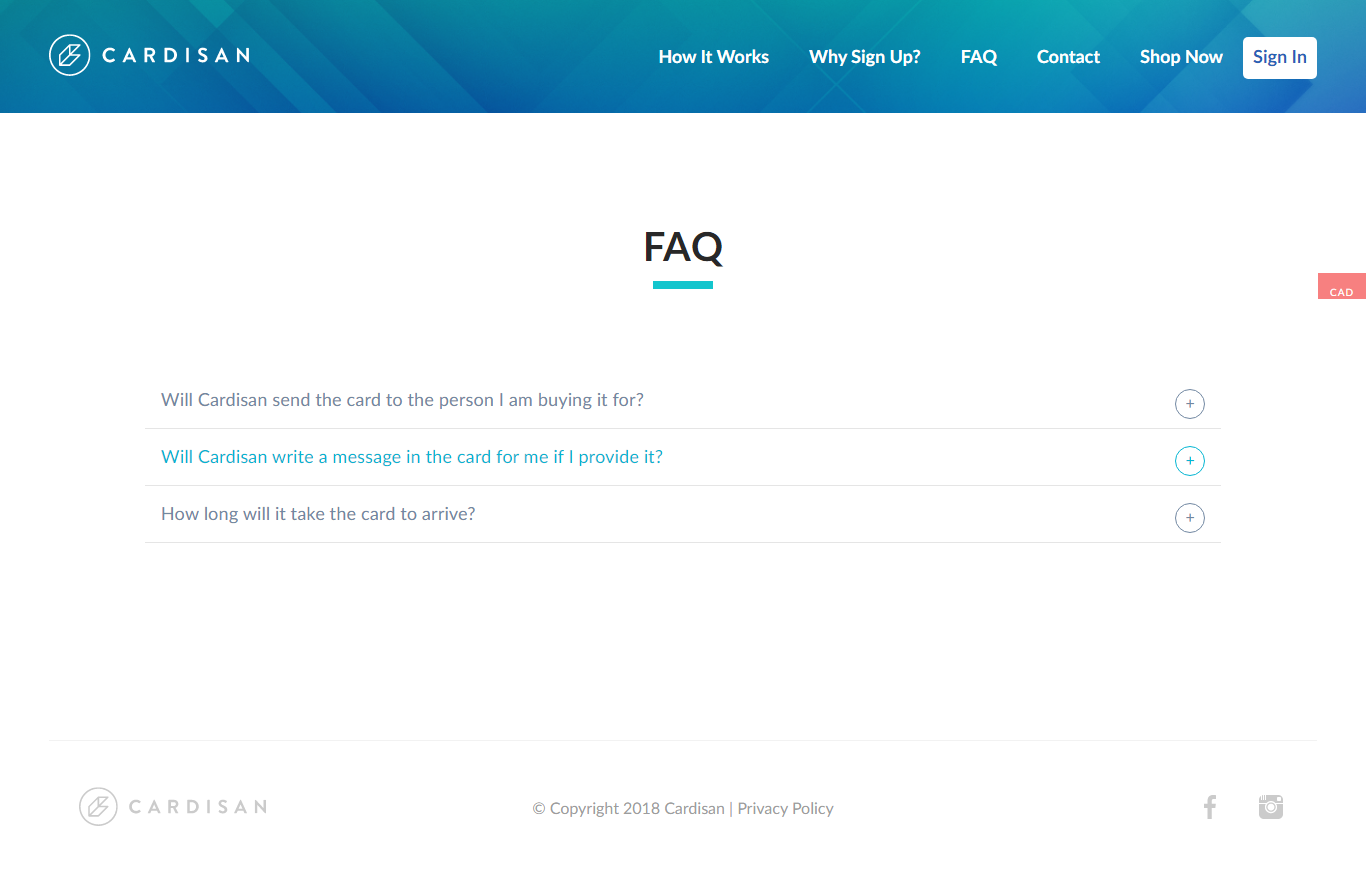 CARDISAN
How It Works
Why Sign Up?
FAQ
Contact
Shop Now
Sign In
FAQ
CAD
Will Cardisan send the card to the person I am buying it for?
+
Will Cardisan write a message in the card for me if I provide it?
+
How long will it take the card to arrive?
+
CARDISAN
© Copyright 2018 Cardisan | Privacy Policy